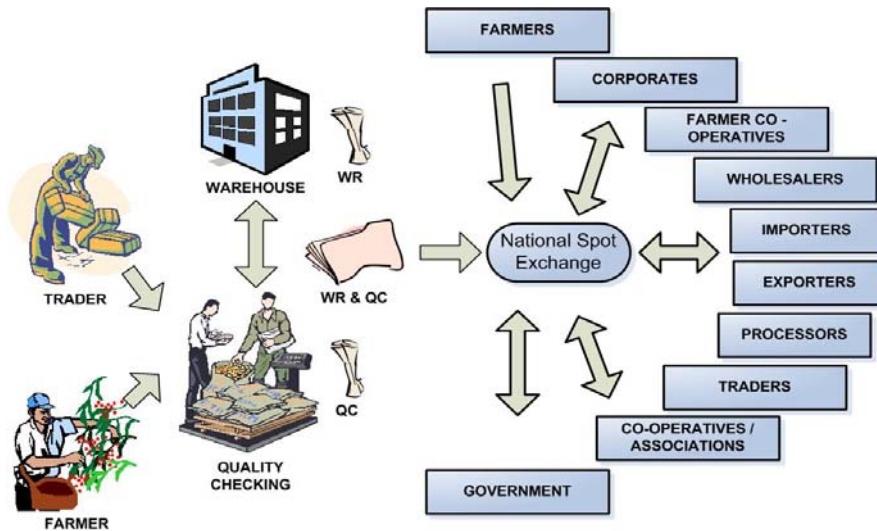 FARMERS
CORPORATES
FARMER CO -
OPERATIVES
WHOLESALERS
IMPORTERS
EXPORTERS
PROCESSORS
TRADERS
CO-OPERATIVES /
ASSOCIATIONS
GOVERNMENT
National Spot
Exchange
WAREHOUSE
WR
TRADER
WR & QC
QC
QUALITY
CHECKING
FARMER